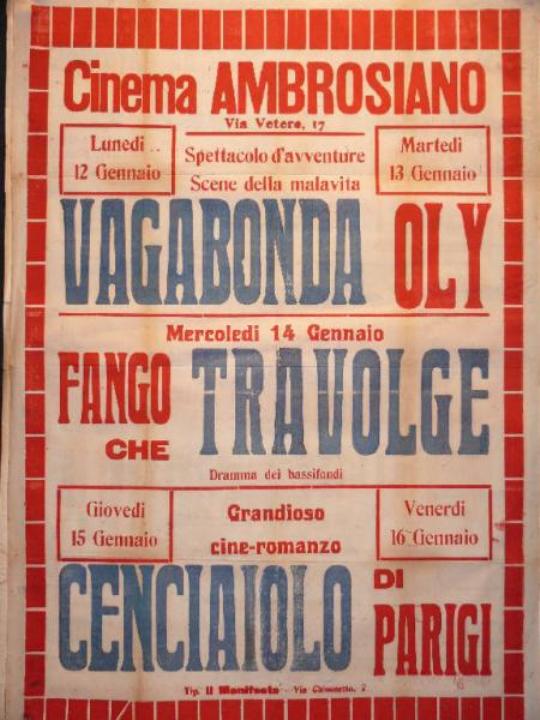 Cinema AMBROSIANO
Via Vetere, 17
Lunedì
12 Gennaio
Spettacolo d'avventure
Scene della malavita
Martedì
13 Gennaio
VAGABONDA OLY
Mercoledì 14 Gennaio
FANGO
CHE
TRAVOLGE
Dramma dei bassifondi
Giovedì
15 Gennaio
Grandioso
cine-romanzo
Venerdì
16 Gennaio
CENCIAIOLO
DI
PARIGI
Tip. Il Manifesto - Via 2